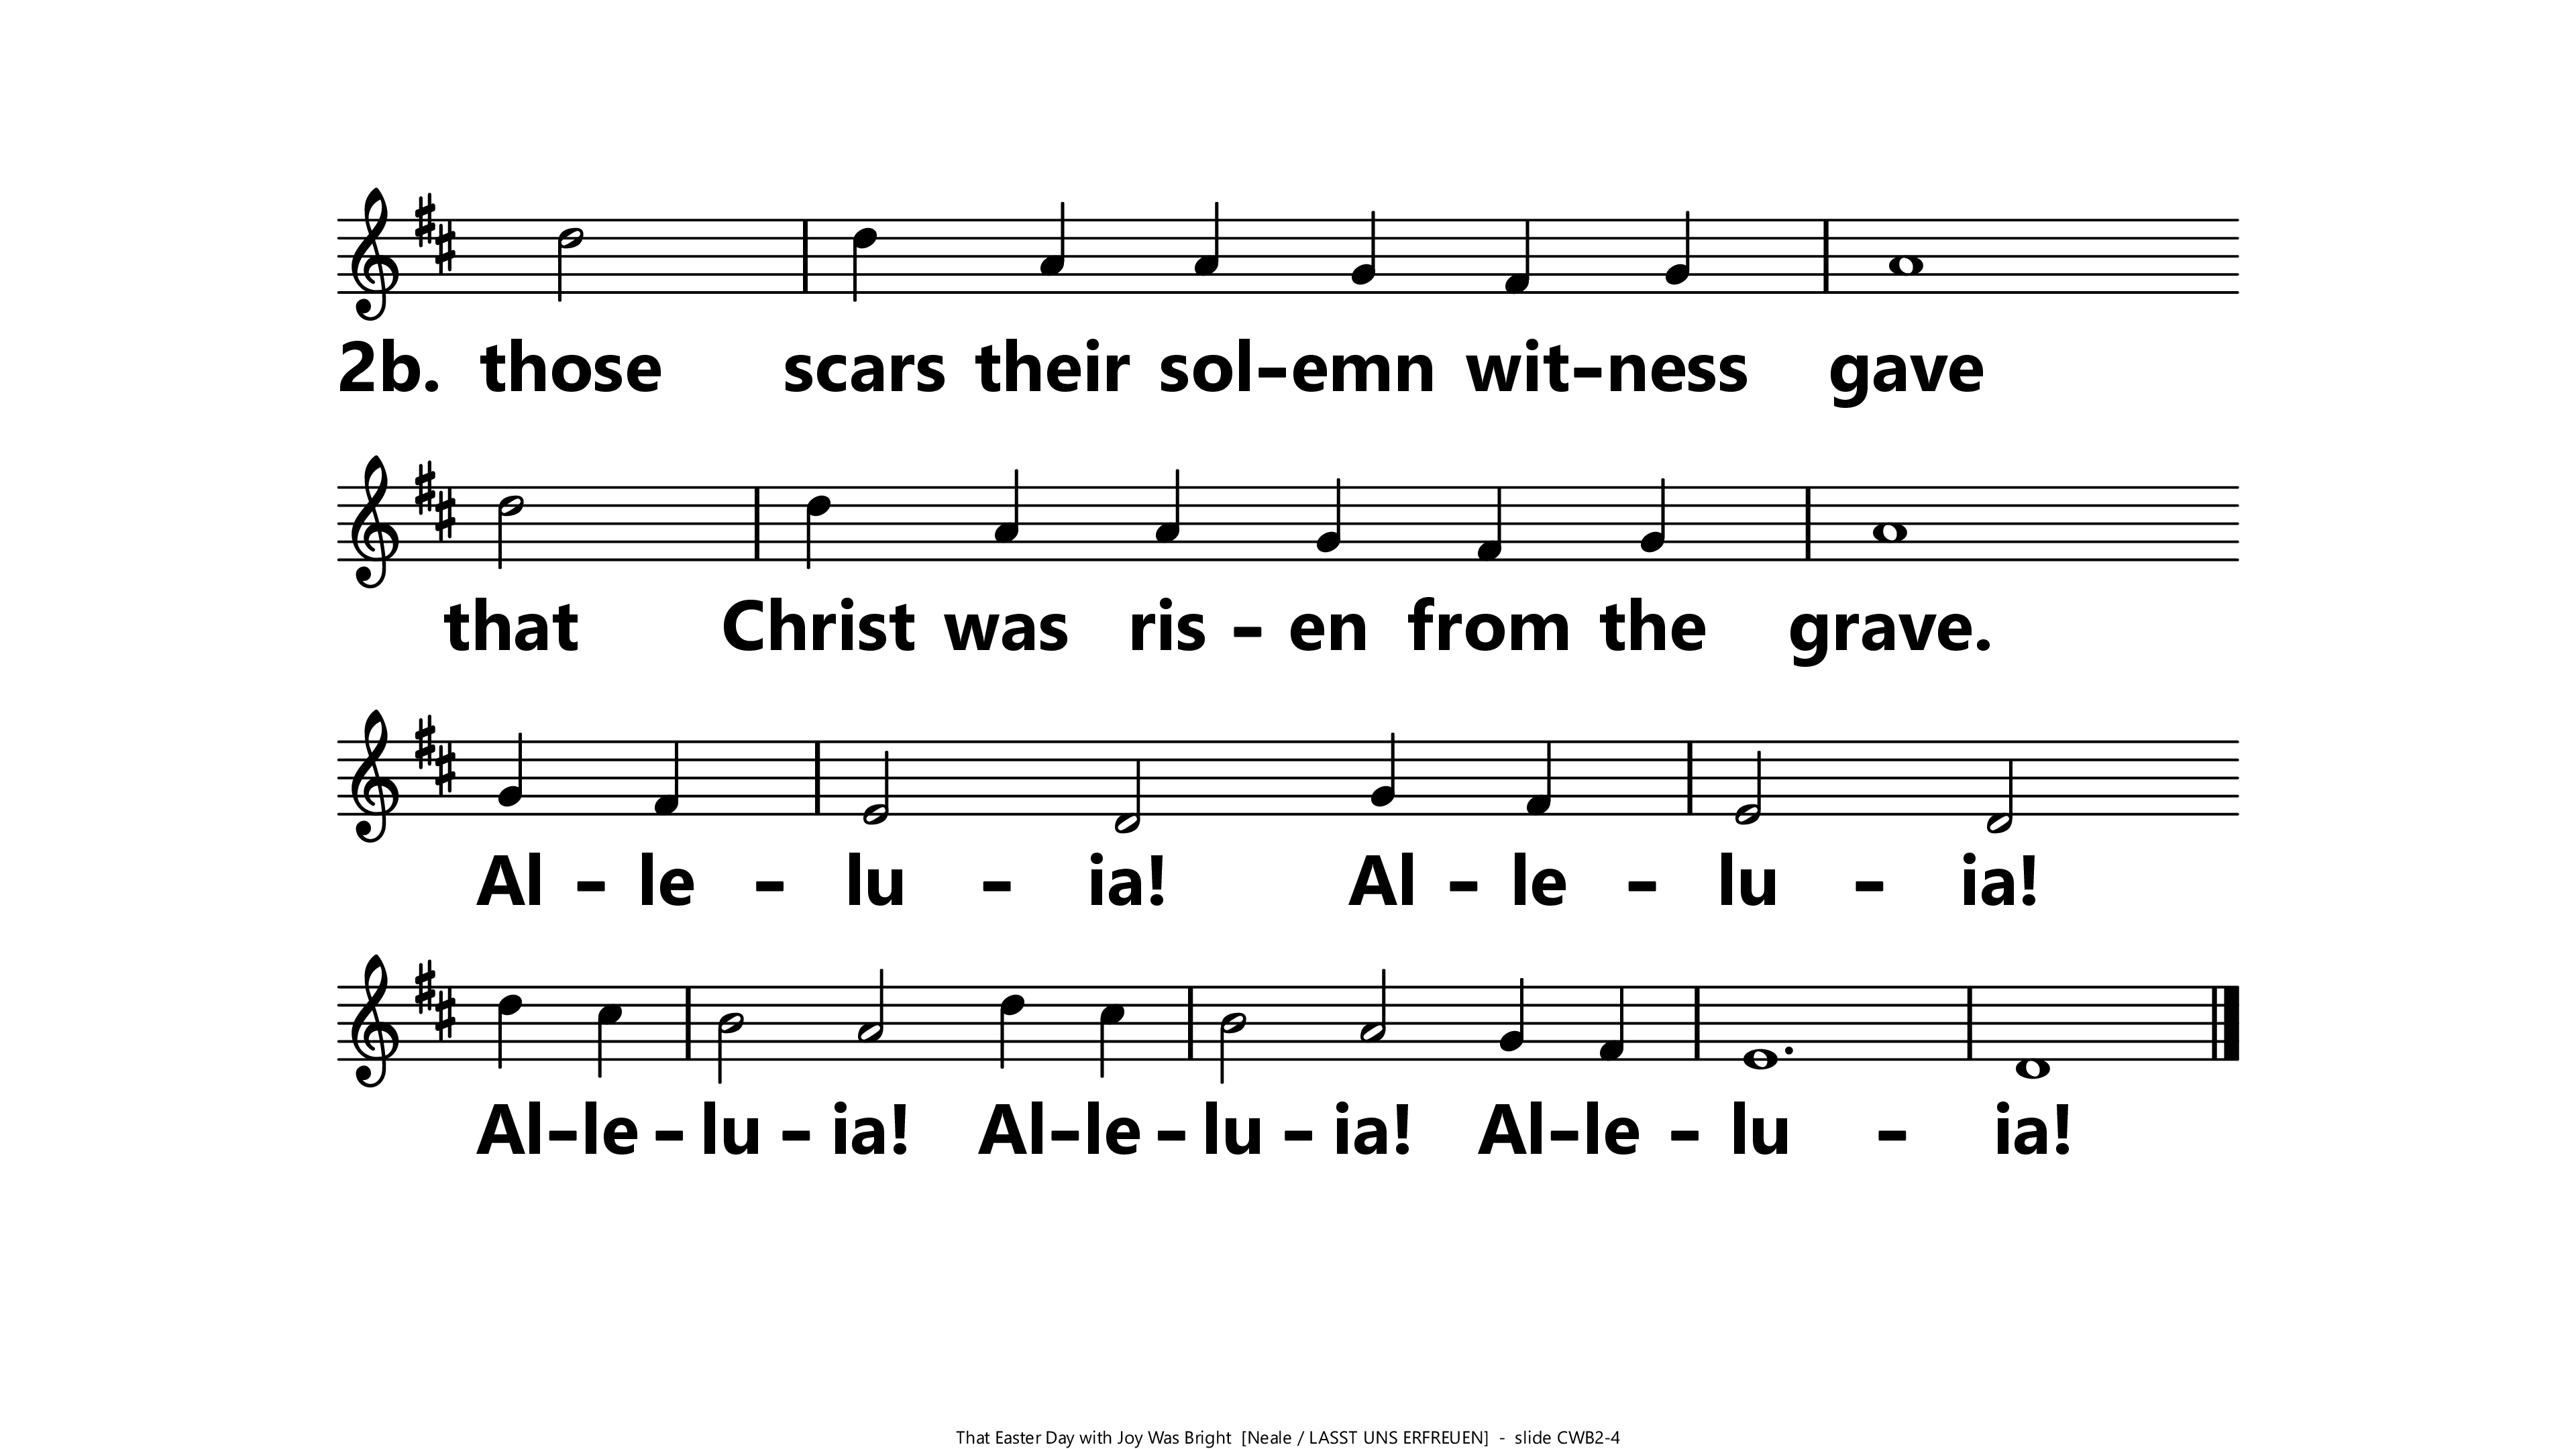 2b. those scars their sol-emn wit-ness gave
that Christ was ris - en from the grave.
Al - le - lu - ia! Al - le - lu - ia!
Al-le - lu - ia! Al-le - lu - ia! Al-le - lu - ia!
That Easter Day with Joy Was Bright [Neale / LASST UNS ERFREUEN] - slide CWB2-4